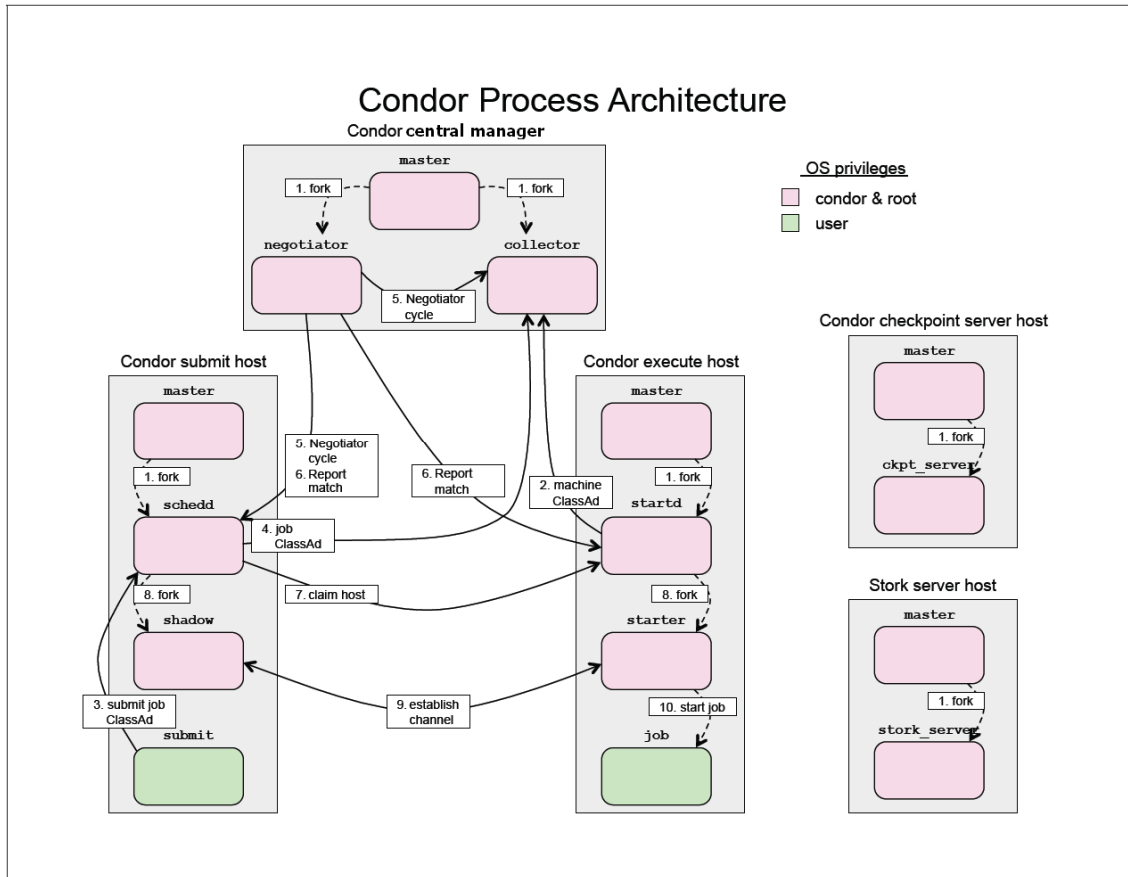 Condor Process Architecture
Condor central manager
master
1. fork
1. fork
negotiator
collector
5. Negotiator
cycle
OS privileges
condor & root
user
Condor submit host
master
1. fork
schedd
8. fork
shadow
3. submit job
ClassAd
submit
5. Negotiator
cycle
6. Report
match
6. Report
match
4. job
ClassAd
2. machine
ClassAd
7. claim host
9. establish
channel
Condor execute host
master
1. fork
startd
8. fork
starter
10. start job
job
Condor checkpoint server host
master
1. fork
ckpt_server
Stork server host
master
1. fork
stork_server